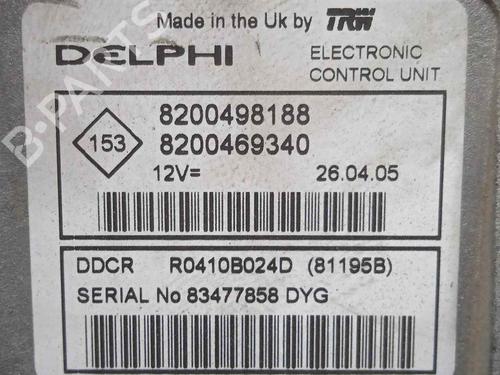 Made in the Uk by TRW
DELPHI
ELECTRONIC
CONTROL UNIT
153
8200498188
8200469340
12V= 26.04.05
DDCR R0410B024D (81195B)
SERIAL No 83477858 DYG
B-PARTS